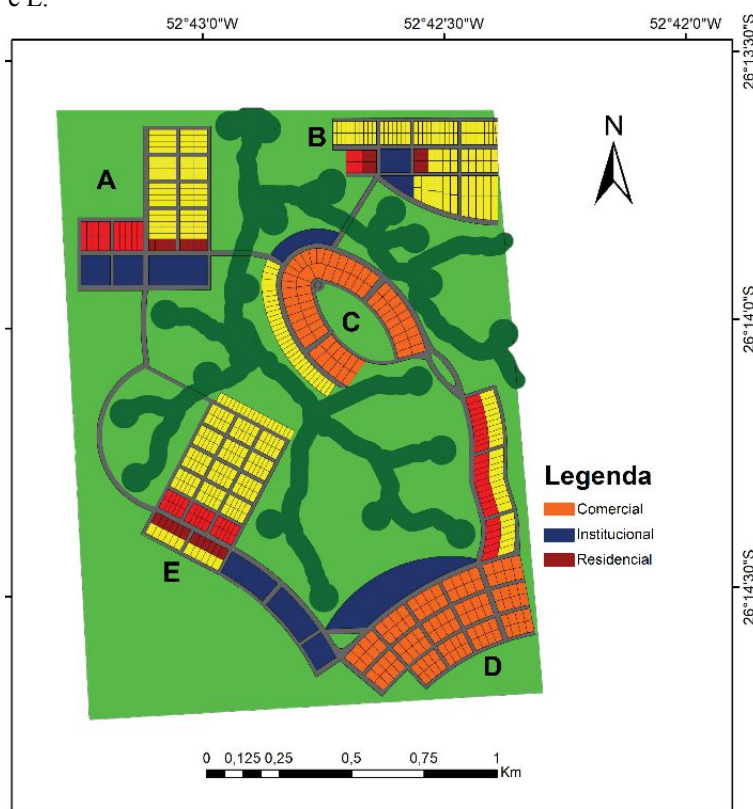 e E.
52°43'0"W 52°42'30"W 52°42'0"W
26°13'30"S
26°14'0"S
26°14'30"S
N
A
B
C
D
E
Legenda
Comercial
Institucional
Residencial
0 0,125 0,25 0,5 0,75 1
Km